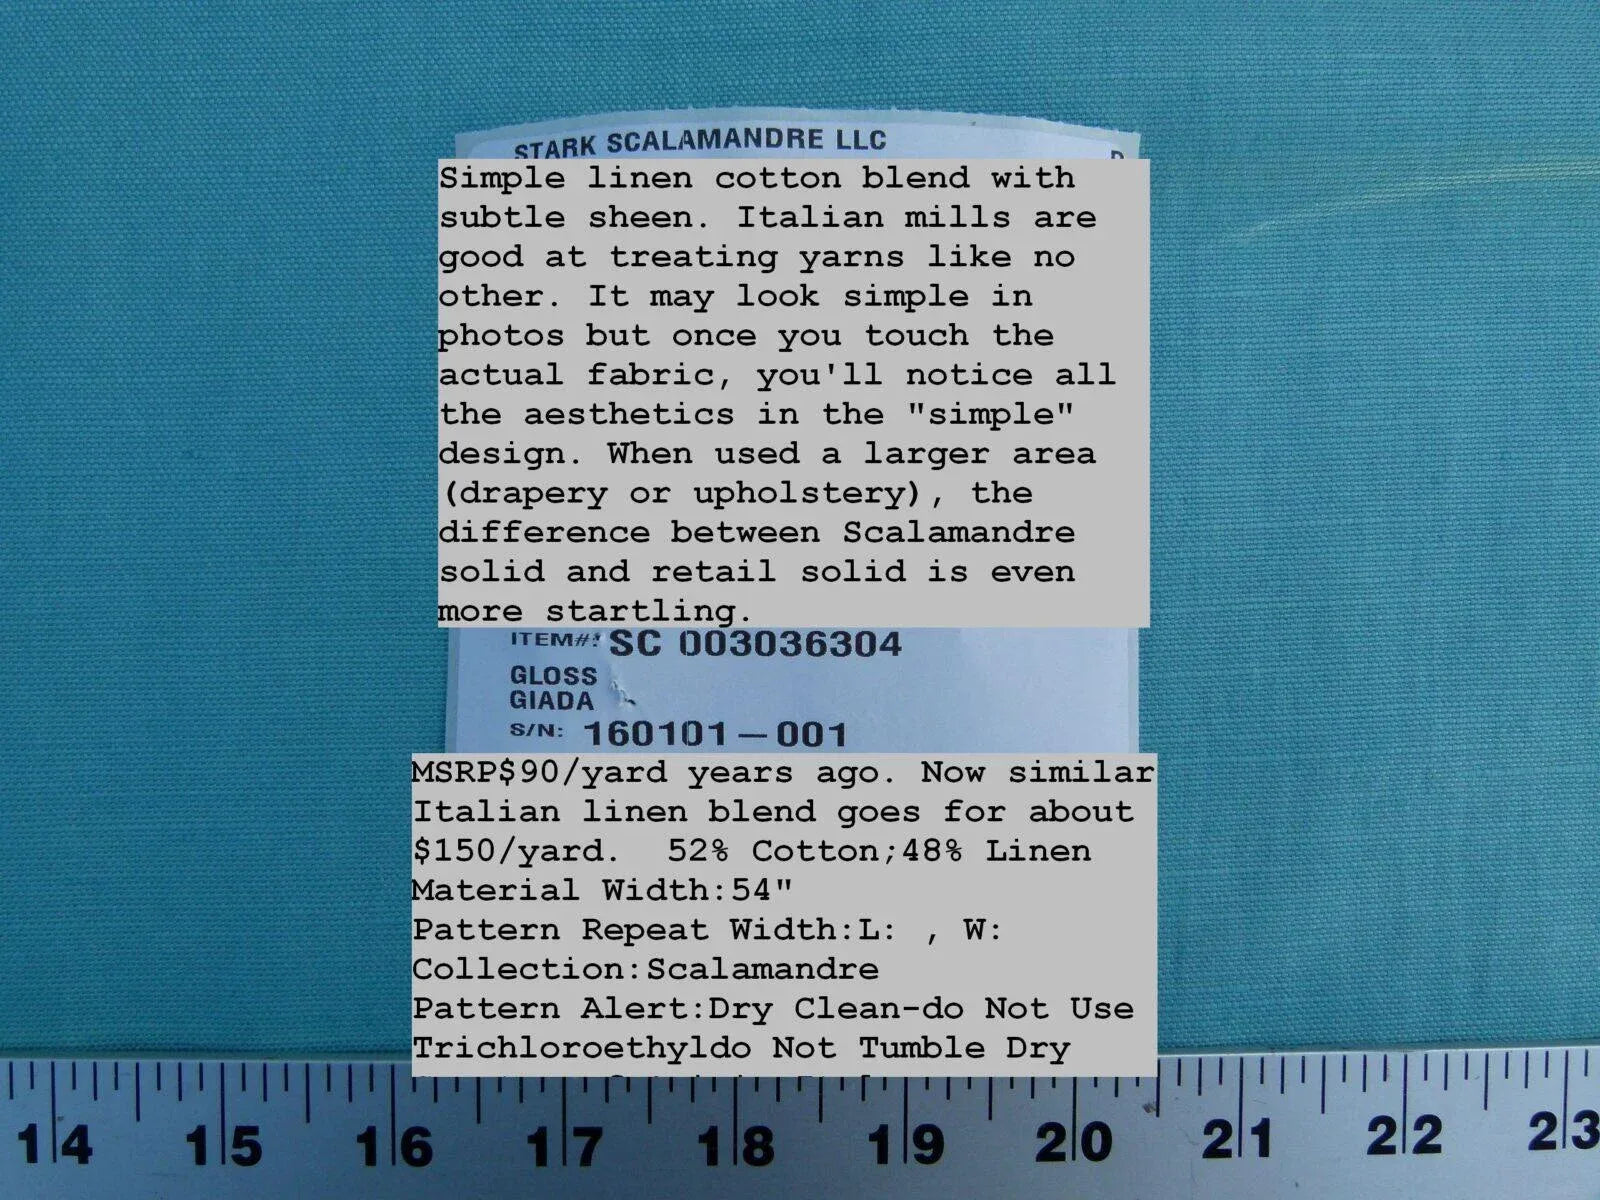 STARK SCALAMANDRE LLC
Simple linen cotton blend with
subtle sheen. Italian mills are
good at treating yarns like no
other. It may look simple in
photos but once you touch the
actual fabric, you'll notice all
the aesthetics in the "simple"
design. When used a larger area
(drapery or upholstery), the
difference between Scalamandre
solid and retail solid is even
more startling.
ITEM#: SC 003036304
GLOSS
GIADA
S/N: 160101-001
MSRP$90/yard years ago. Now similar
Italian linen blend goes for about
$150/yard.  52% Cotton;48% Linen
Material Width:54"
Pattern Repeat Width:L: , W:
Collection:Scalamandre
Pattern Alert:Dry Clean-do Not Use
Trichloroethyldo Not Tumble Dry
14 15 16 17 18 19 20 21 22 23